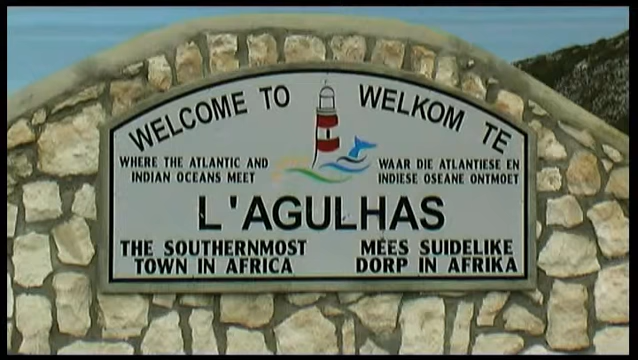 WELCOME TO WELKOM TE
WHERE THE ATLANTIC AND
INDIAN OCEANS MEET
WAAR DIE ATLANTIESE EN
INDIESE OSEANE ONTMOET
L'AGULHAS
THE SOUTHERNMOST
TOWN IN AFRICA
MÉES SUIDELIKE
DORP IN AFRIKA